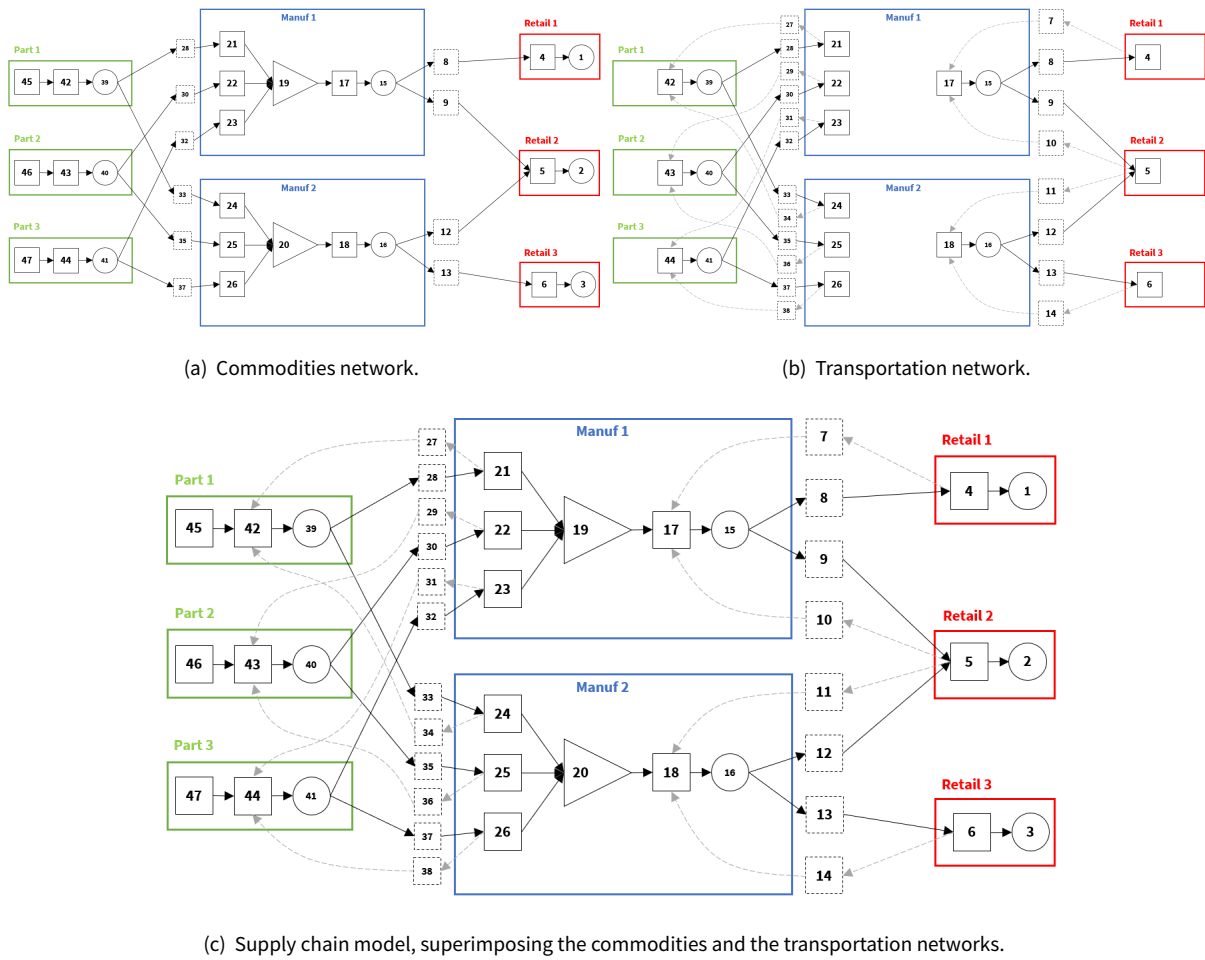 Manuf 1
Retail 1
Part 1
28 21 8 4 1
45 42 39
30 22 19 17 15
9
32 23
Part 2
Retail 2
46 43 40
5 2
Manuf 2
33 24
Part 3
12
35 25 20 18 16
Retail 3
47 44 41
13
37 26
6 3
(a) Commodities network.
Manuf 1
Retail 1
27 7
Part 1
28 21 8 4
29
42 39 22 17 15
30 9
31 23
32
Part 2
10
Retail 2
43 40
5
Manuf 2
33 11
24
34
Part 3
12
35 25 18 16
Retail 3
44 41
36 13
37 26
6
38 14
(b) Transportation network.
Manuf 1
27 7
Retail 1
28 21
Part 1
8 4 1
29
45 42 39 22 19 17 15
30
9
31 23
32
Part 2
10
Retail 2
46 43 40
5 2
Manuf 2
33 11
24
34
Part 3
12
35 25 20 18 16
Retail 3
47 44 41
36 13
37 26
6 3
38 14
(c) Supply chain model, superimposing the commodities and the transportation networks.